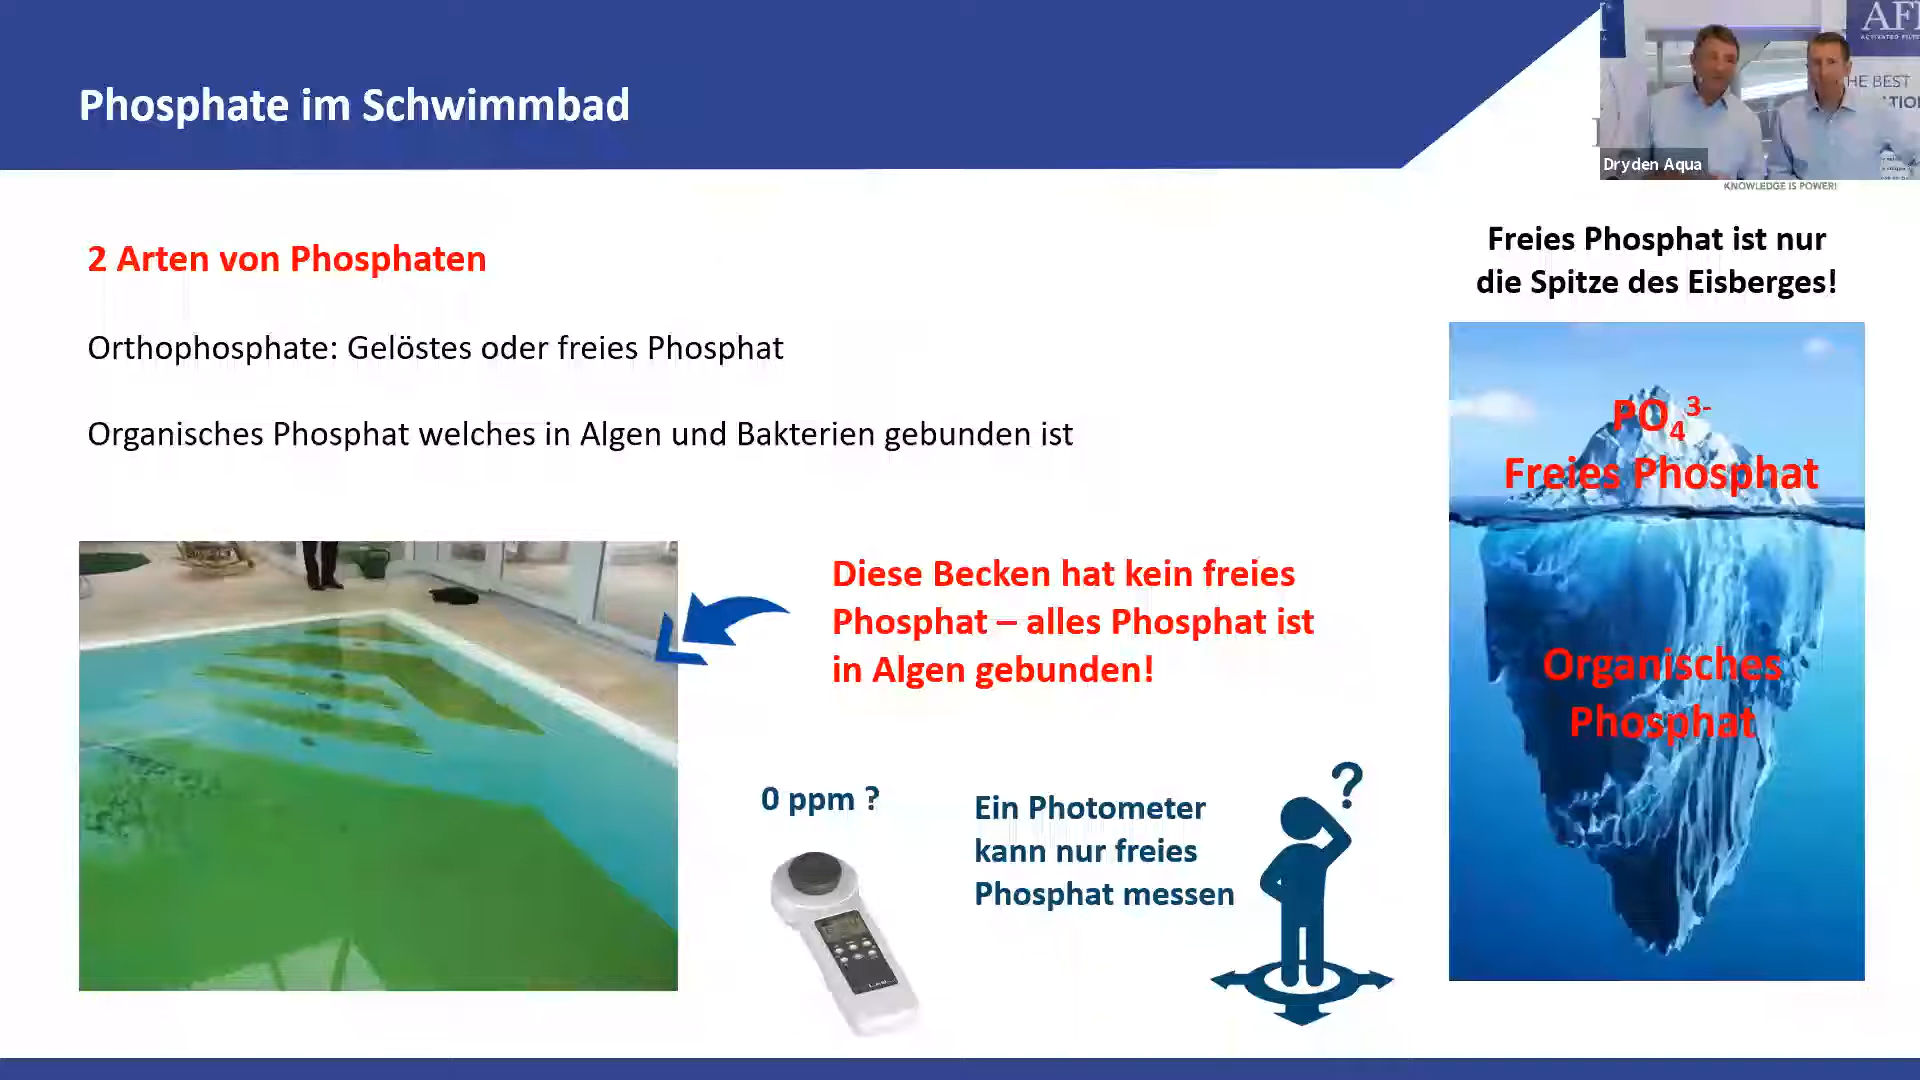 Phosphate im Schwimmbad
AF
HE BEST
Dryden Aqua
KNOWLEDGE IS POWER!
2 Arten von Phosphaten
Orthophosphate: Gelöstes oder freies Phosphat
Organisches Phosphat welches in Algen und Bakterien gebunden ist
Diese Becken hat kein freies
Phosphat – alles Phosphat ist
in Algen gebunden!
0 ppm ?
Ein Photometer
kann nur freies
Phosphat messen
?
Freies Phosphat ist nur
die Spitze des Eisberges!
PO₄³⁻
Freies Phosphat
Organisches
Phosphat